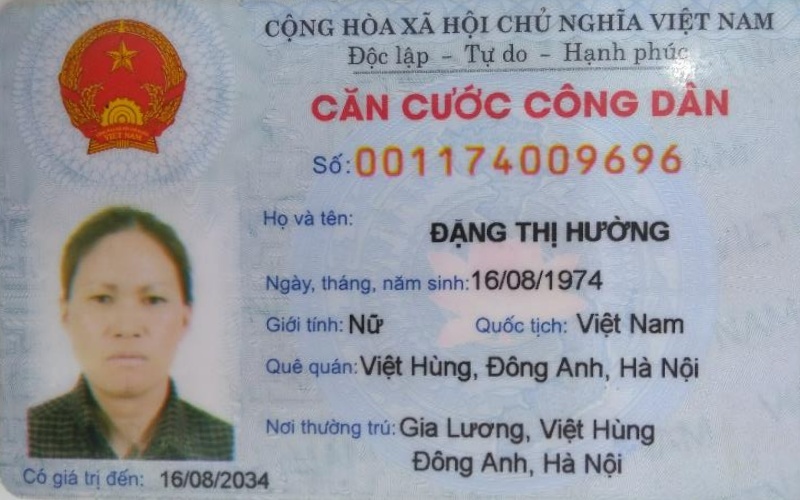 CỘNG HÒA XÃ HỘI CHỦ NGHĨA VIỆT NAM
Độc lập - Tự do - Hạnh phúc
CĂN CƯỚC CÔNG DÂN
Số: 001174009696
Họ và tên: ĐẶNG THỊ HƯỜNG
Ngày, tháng, năm sinh: 16/08/1974
Giới tính: Nữ Quốc tịch: Việt Nam
Quê quán: Việt Hùng, Đông Anh, Hà Nội
Nơi thường trú: Gia Lương, Việt Hùng
Đông Anh, Hà Nội
Có giá trị đến: 16/08/2034